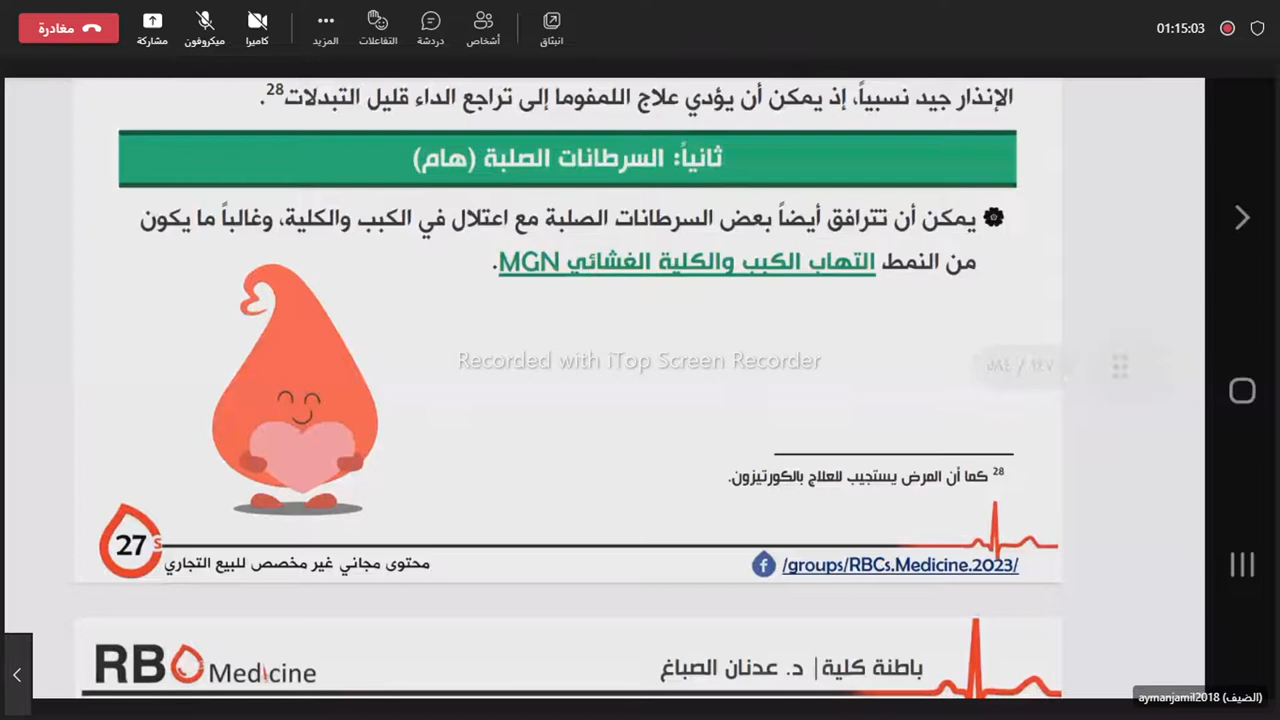 مغادرة
مشاركة
ميكروفون
كاميرا
المزيد
التفاعلات
دردشة
أشخاص
انبثاق
01:15:03
الإنذار جيد نسبياً، إذ يمكن أن يؤدي علاج اللمفوما إلى تراجع الداء قليل التبدلات28.
ثانياً: السرطانات الصلبة (هام)
يمكن أن تترافق أيضاً بعض السرطانات الصلبة مع اعتلال في الكبب والكلية، وغالباً ما يكون
من النمط التهاب الكبب والكلية الغشائي MGN.
Recorded with iTop Screen Recorder
١٤٧ / ٥٨٤
28 كما أن المرض يستجيب للعلاج بالكورتيزون.
27
محتوى مجاني غير مخصص للبيع التجاري
/groups/RBCs.Medicine.2023/
باطنة كلية| د. عدنان الصباغ
RB Medicine
aymanjamil2018 (الضيف)